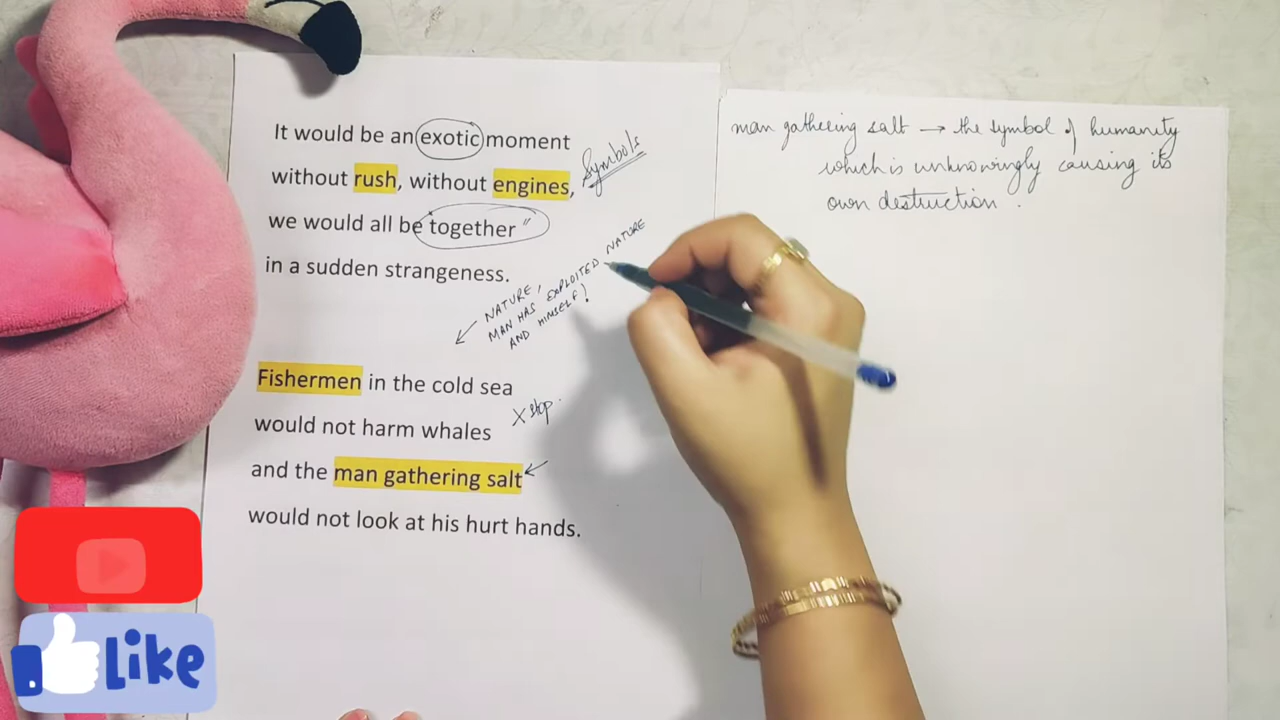 It would be an exotic moment
without rush, without engines,
Symbols
we would all be together"
in a sudden strangeness.
NATURE,
MAN HAS EXPLOITED NATURE
AND HIMSELF!
Fishermen in the cold sea
X stop.
would not harm whales
and the man gathering salt
would not look at his hurt hands.
man gathering salt → the symbol of humanity
which is unknowingly causing its
own destruction.
Like